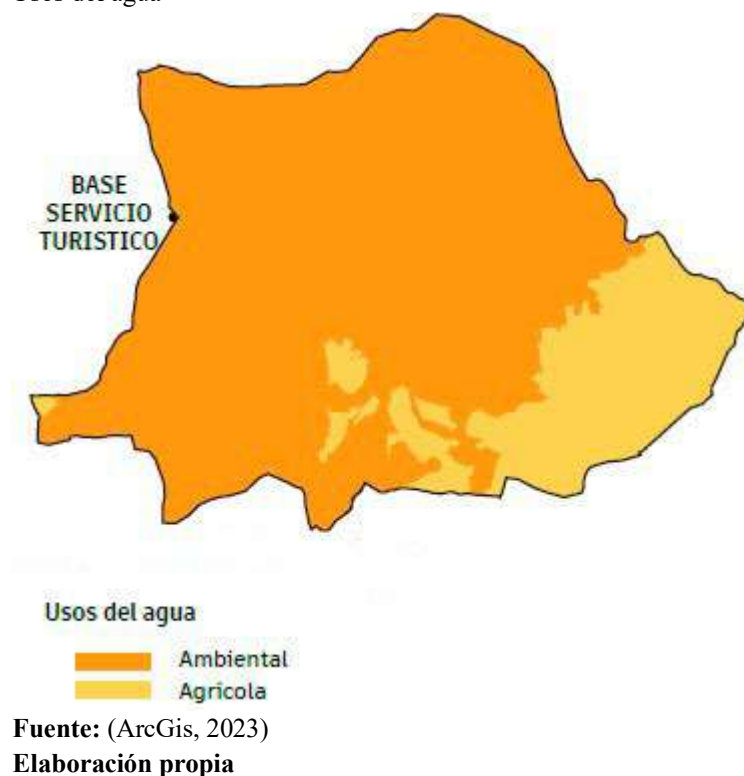 Usos del agua
BASE
SERVICIO
TURISTICO
Usos del agua
Ambiental
Agricola
Fuente: (ArcGis, 2023)
Elaboración propia